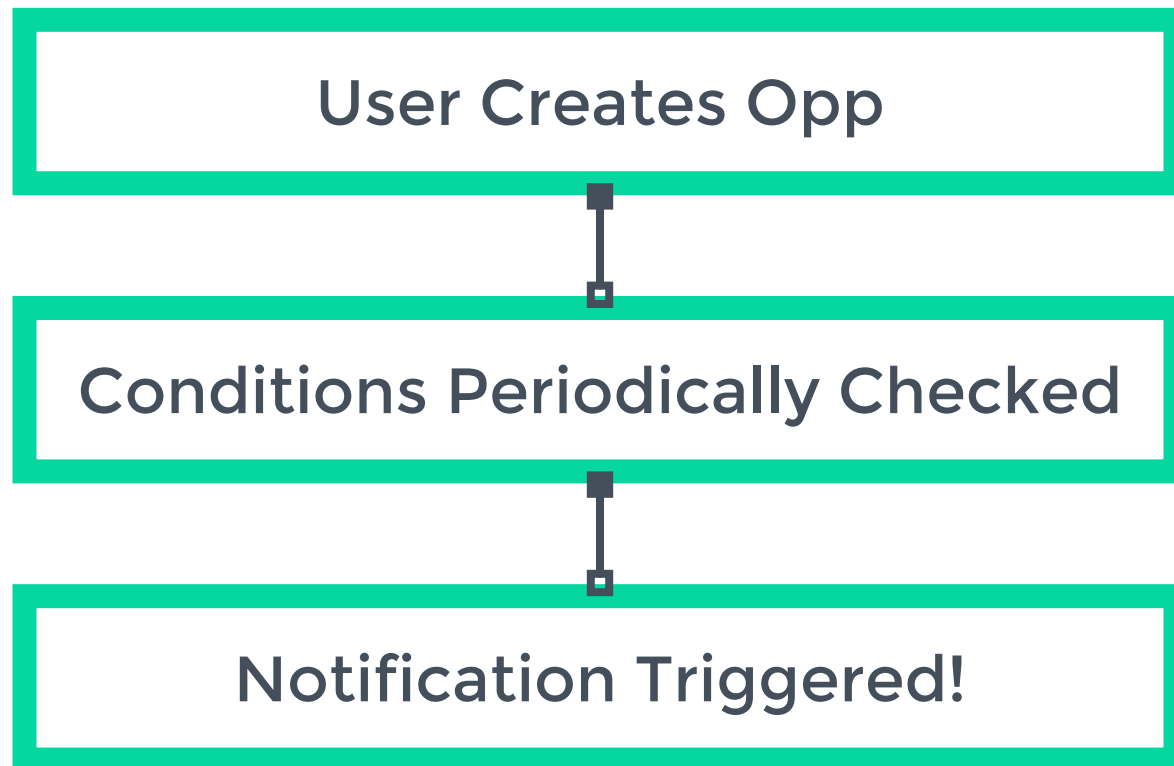 User Creates Opp
Conditions Periodically Checked
Notification Triggered!